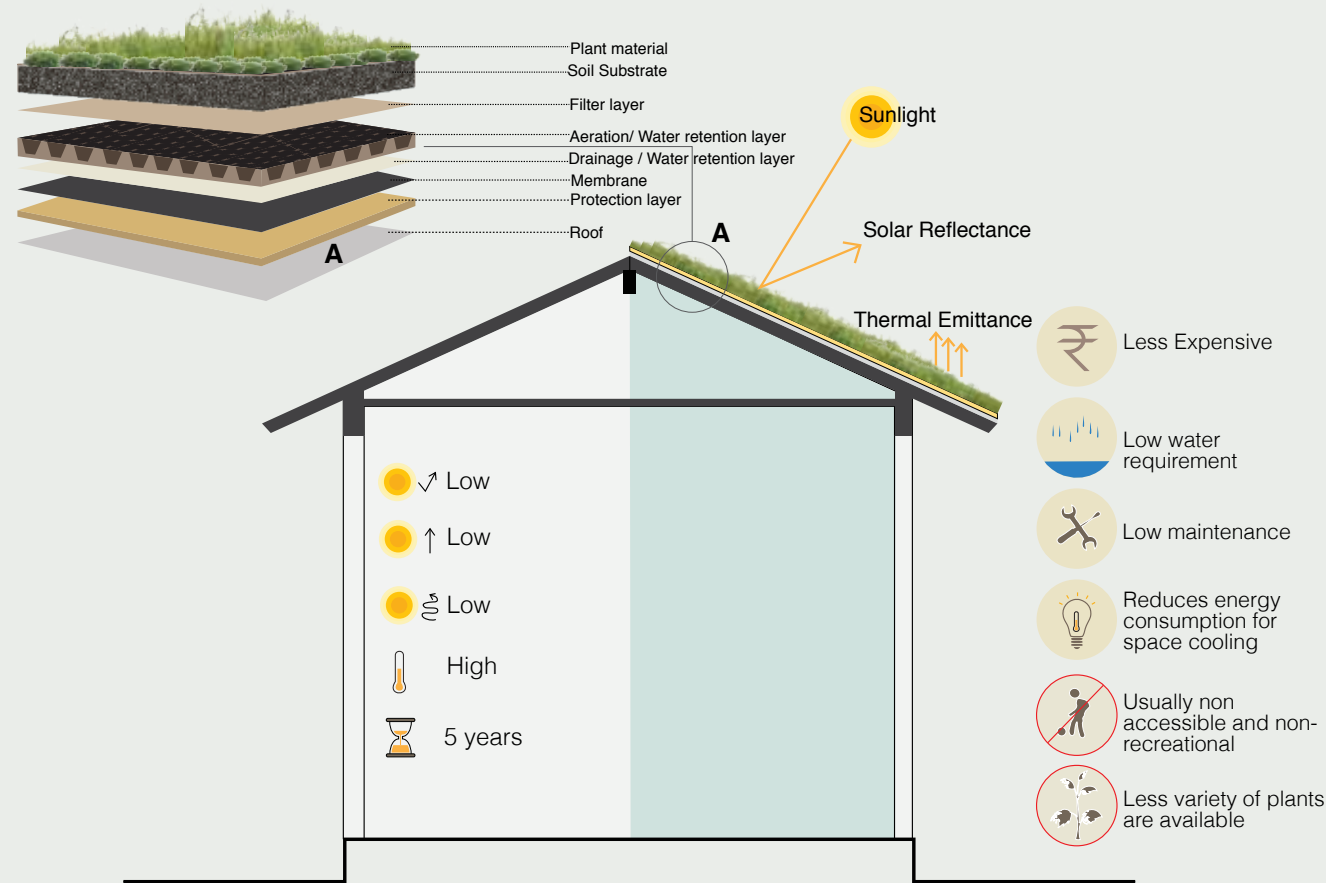 Plant material
Soil Substrate
Filter layer
Aeration/ Water retention layer
Drainage / Water retention layer
Membrane
Protection layer
Roof
A
A
Sunlight
Solar Reflectance
Thermal Emittance
Low
Low
Low
High
5 years
₹
Less Expensive
Low water
requirement
Low maintenance
Reduces energy
consumption for
space cooling
Usually non
accessible and non-
recreational
Less variety of plants
are available